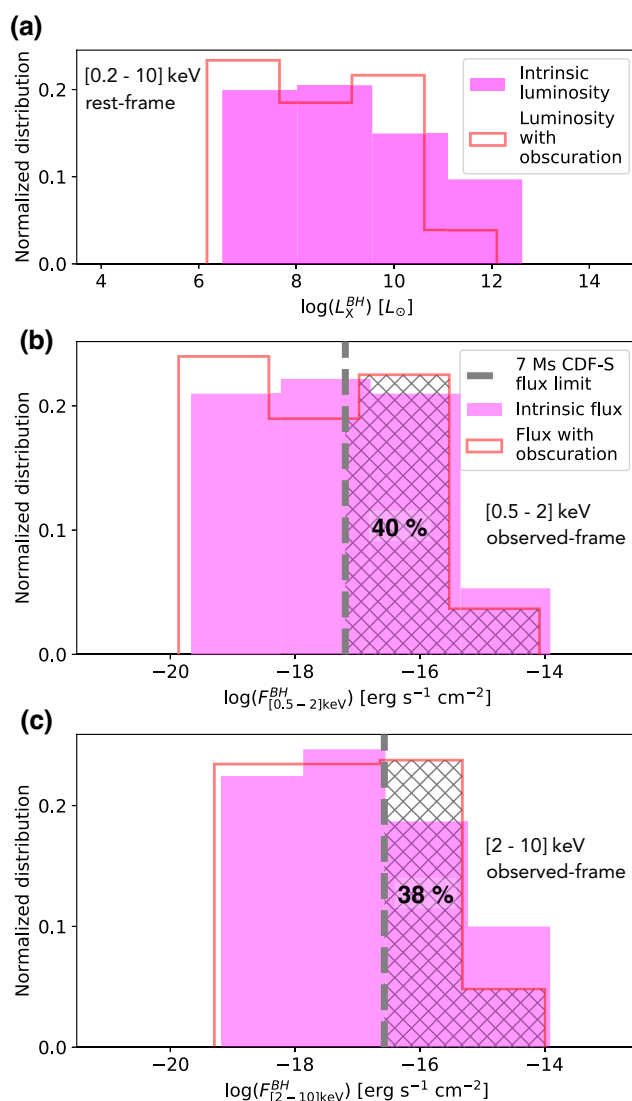 (a)
[0.2 - 10] keV
rest-frame
Intrinsic
luminosity
Luminosity
with
obscuration
Normalized distribution
0.2
0.1
0.0
4 6 8 10 12 14
log(L_X^{BH}) [L_⊙]
(b)
7 Ms CDF-S
flux limit
Intrinsic flux
Flux with
obscuration
Normalized distribution
0.2
0.1
0.0
40 %
[0.5 - 2] keV
observed-frame
−20 −18 −16 −14
log(F_{[0.5−2]keV}^{BH}) [erg s⁻¹ cm⁻²]
(c)
Normalized distribution
0.2
0.1
0.0
38 %
[2 - 10] keV
observed-frame
−20 −18 −16 −14
log(F_{[2−10]keV}^{BH}) [erg s⁻¹ cm⁻²]